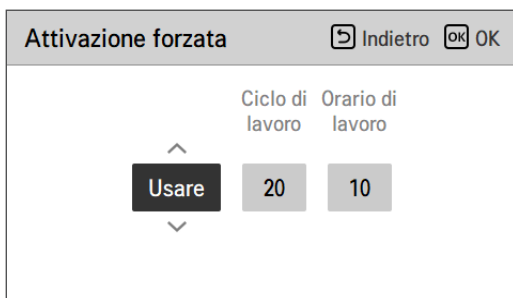 Attivazione forzata Indietro OK OK
Ciclo di Orario di
lavoro lavoro
Usare 20 10